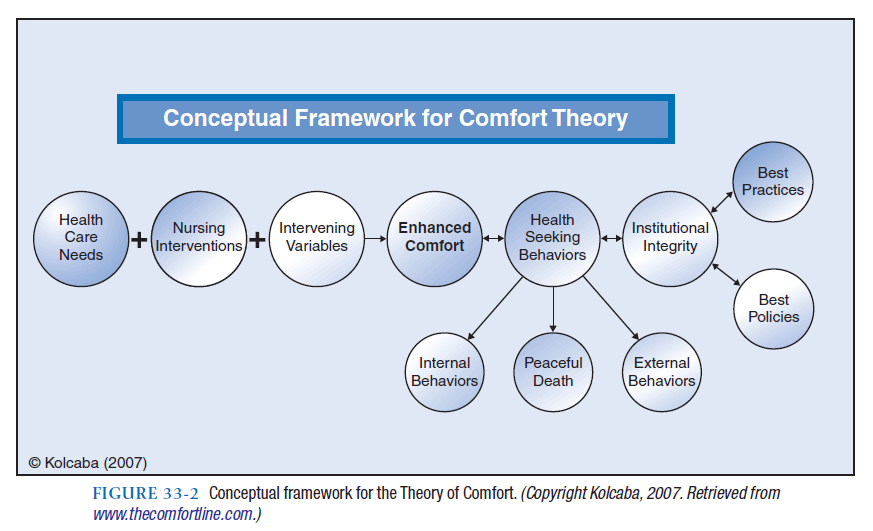 Conceptual Framework for Comfort Theory
Health
Care
Needs
+
Nursing
Interventions
+
Intervening
Variables
Enhanced
Comfort
Health
Seeking
Behaviors
Institutional
Integrity
Best
Practices
Best
Policies
Internal
Behaviors
Peaceful
Death
External
Behaviors
© Kolcaba (2007)
FIGURE 33-2 Conceptual framework for the Theory of Comfort. (Copyright Kolcaba, 2007. Retrieved from
www.thecomfortline.com.)